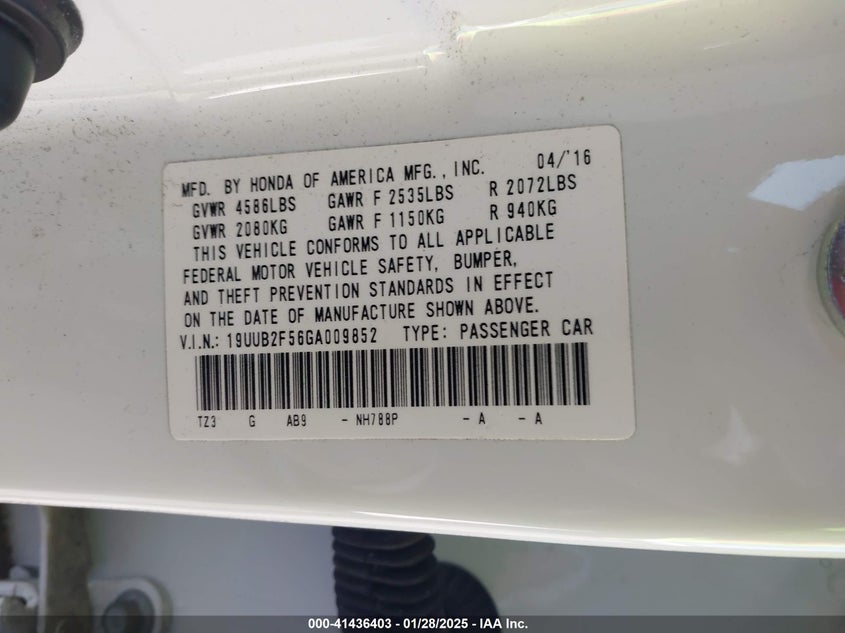 MFD. BY HONDA OF AMERICA MFG., INC. 04/'16
GVWR 4586LBS GAWR F 2535LBS R 2072LBS
GVWR 2080KG GAWR F 1150KG R 940KG
THIS VEHICLE CONFORMS TO ALL APPLICABLE
FEDERAL MOTOR VEHICLE SAFETY, BUMPER,
AND THEFT PREVENTION STANDARDS IN EFFECT
ON THE DATE OF MANUFACTURE SHOWN ABOVE.
V.I.N.: 19UUB2F56GA009852 TYPE: PASSENGER CAR
TZ3 G AB9 - NH788P - A - A
000-41436403 - 01/28/2025 - IAA Inc.